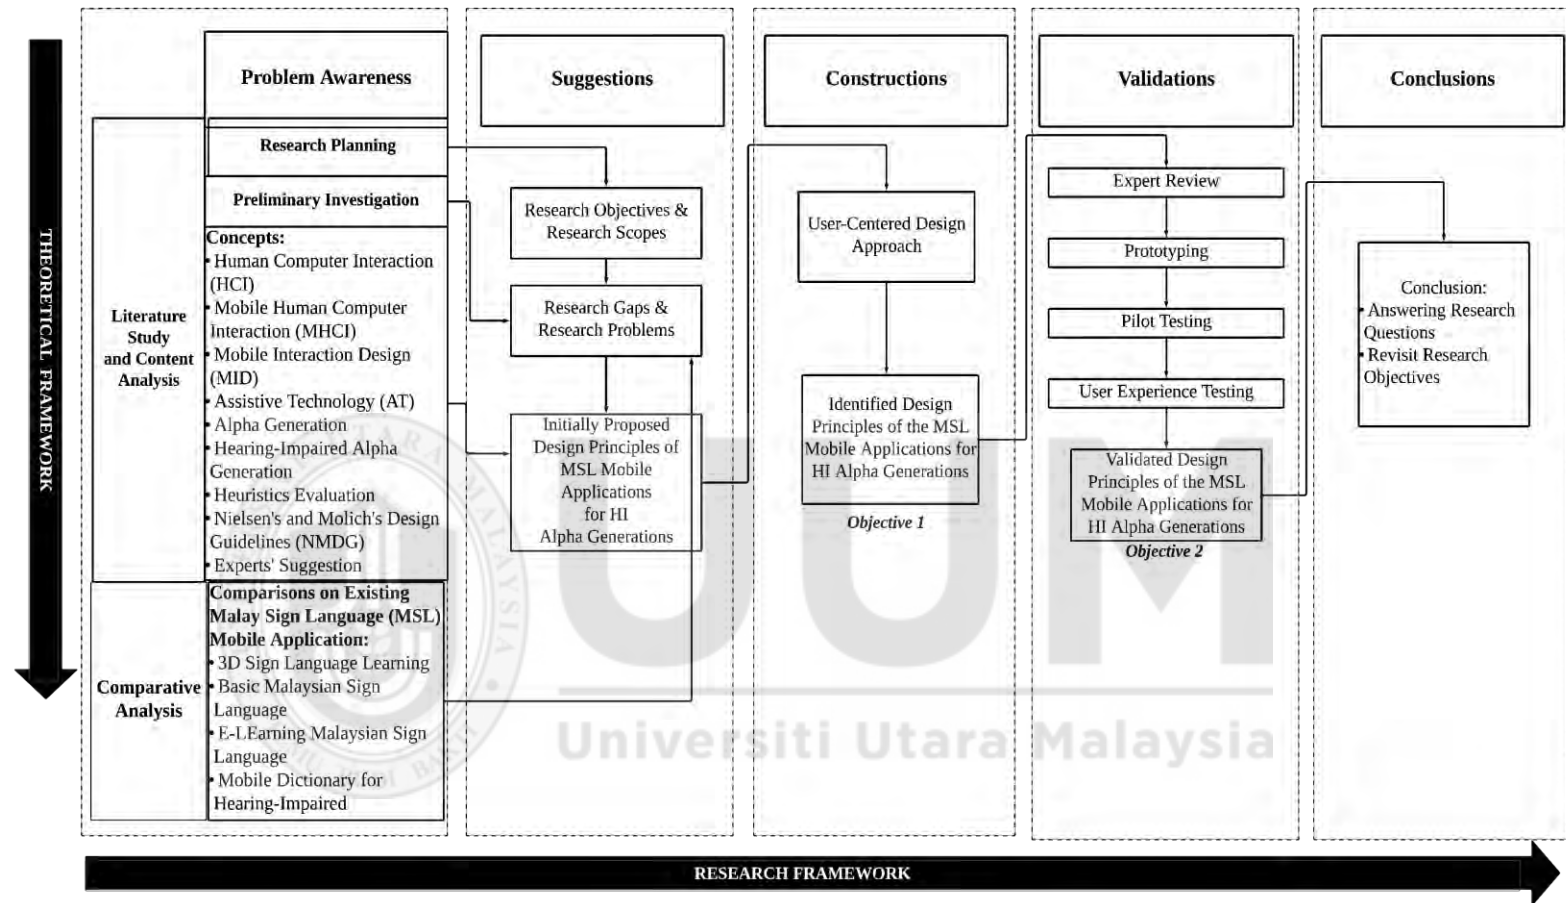 THEORETICAL FRAMEWORK
Problem Awareness
Research Planning
Preliminary Investigation
Literature
Study
and Content
Analysis
Concepts:
• Human Computer Interaction
(HCI)
• Mobile Human Computer
Interaction (MHCI)
• Mobile Interaction Design
(MID)
• Assistive Technology (AT)
• Alpha Generation
• Hearing-Impaired Alpha
Generation
• Heuristics Evaluation
• Nielsen's and Molich's Design
Guidelines (NMDG)
• Experts' Suggestion
Comparative
Analysis
Comparisons on Existing
Malay Sign Language (MSL)
Mobile Application:
• 3D Sign Language Learning
• Basic Malaysian Sign
Language
• E-LEarning Malaysian Sign
Language
• Mobile Dictionary for
Hearing-Impaired
Suggestions
Research Objectives &
Research Scopes
Research Gaps &
Research Problems
Initially Proposed
Design Principles of
MSL Mobile
Applications
for HI
Alpha Generations
Constructions
User-Centered Design
Approach
Identified Design
Principles of the MSL
Mobile Applications for
HI Alpha Generations
Objective 1
Validations
Expert Review
Prototyping
Pilot Testing
User Experience Testing
Validated Design
Principles of the MSL
Mobile Applications for
HI Alpha Generations
Objective 2
Conclusions
Conclusion:
• Answering Research
Questions
• Revisit Research
Objectives
RESEARCH FRAMEWORK
UUM
Universiti Utara Malaysia
UTARA MALAYSIA